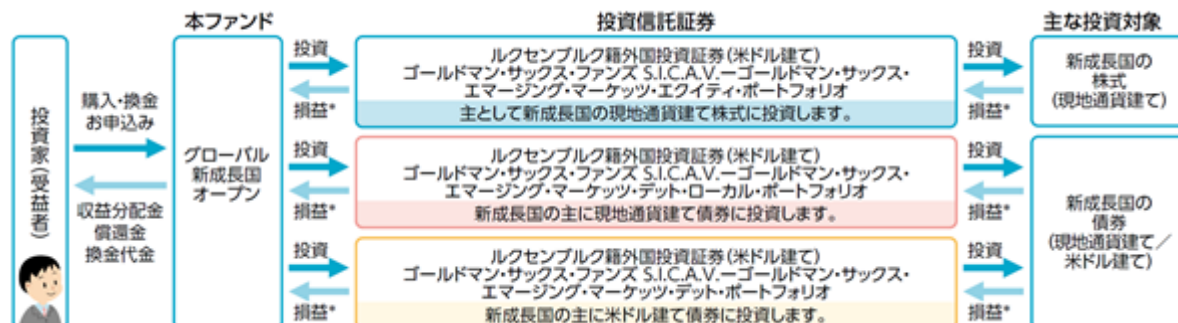 本ファンド
投資信託証券
主な投資対象
投資家(受益者)
購入・換金
お申込み
収益分配金
償還金
換金代金
グローバル
新成長国
オープン
投資
損益*
ルクセンブルク籍外国投資証券(米ドル建て)
ゴールドマン・サックス・ファンズ S.I.C.A.V.ーゴールドマン・サックス・
エマージング・マーケッツ・エクイティ・ポートフォリオ
主として新成長国の現地通貨建て株式に投資します。
投資
損益*
新成長国の
株式
(現地通貨建て)
投資
損益*
ルクセンブルク籍外国投資証券(米ドル建て)
ゴールドマン・サックス・ファンズ S.I.C.A.V.ーゴールドマン・サックス・
エマージング・マーケッツ・デット・ローカル・ポートフォリオ
新成長国の主に現地通貨建て債券に投資します。
投資
損益*
投資
損益*
ルクセンブルク籍外国投資証券(米ドル建て)
ゴールドマン・サックス・ファンズ S.I.C.A.V.ーゴールドマン・サックス・
エマージング・マーケッツ・デット・ポートフォリオ
新成長国の主に米ドル建て債券に投資します。
投資
損益*
新成長国の
債券
(現地通貨建て/
米ドル建て)